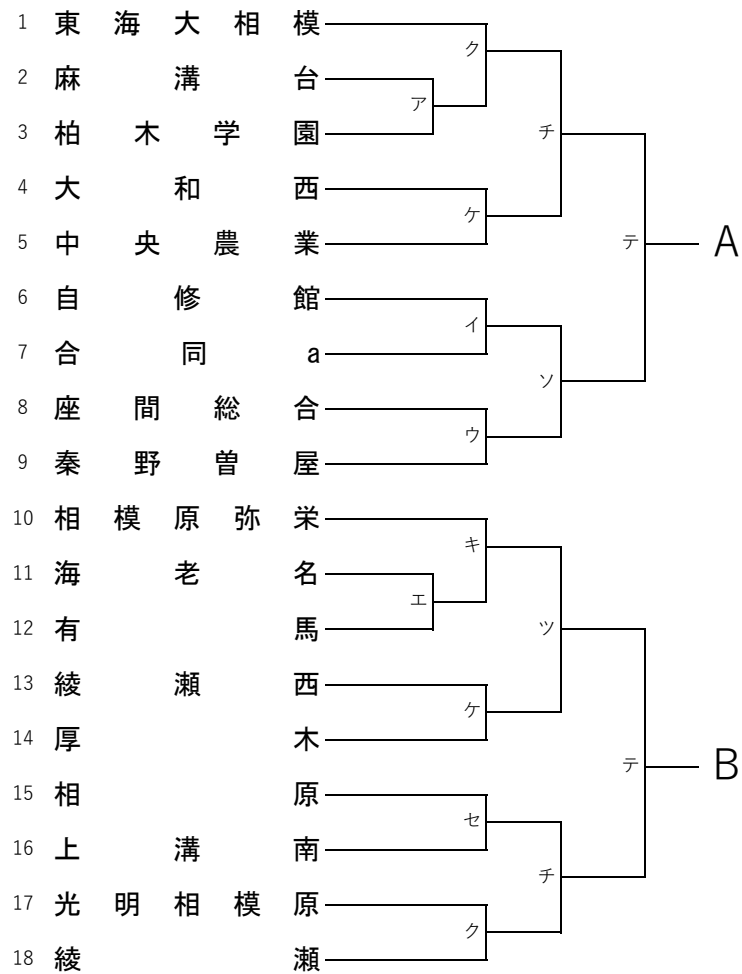 1 東海大相模
ク
2 麻溝台
ア
3 柏木学園
チ
4 大和西
ケ
5 中央農業
テ
A
6 自修館
イ
7 合同a
ソ
8 座間総合
ウ
9 秦野曽屋
10 相模原弥栄
キ
11 海老名
エ
12 有馬
ツ
13 綾瀬西
ケ
14 厚木
テ
B
15 相原
セ
16 上溝南
チ
17 光明相模原
ク
18 綾瀬